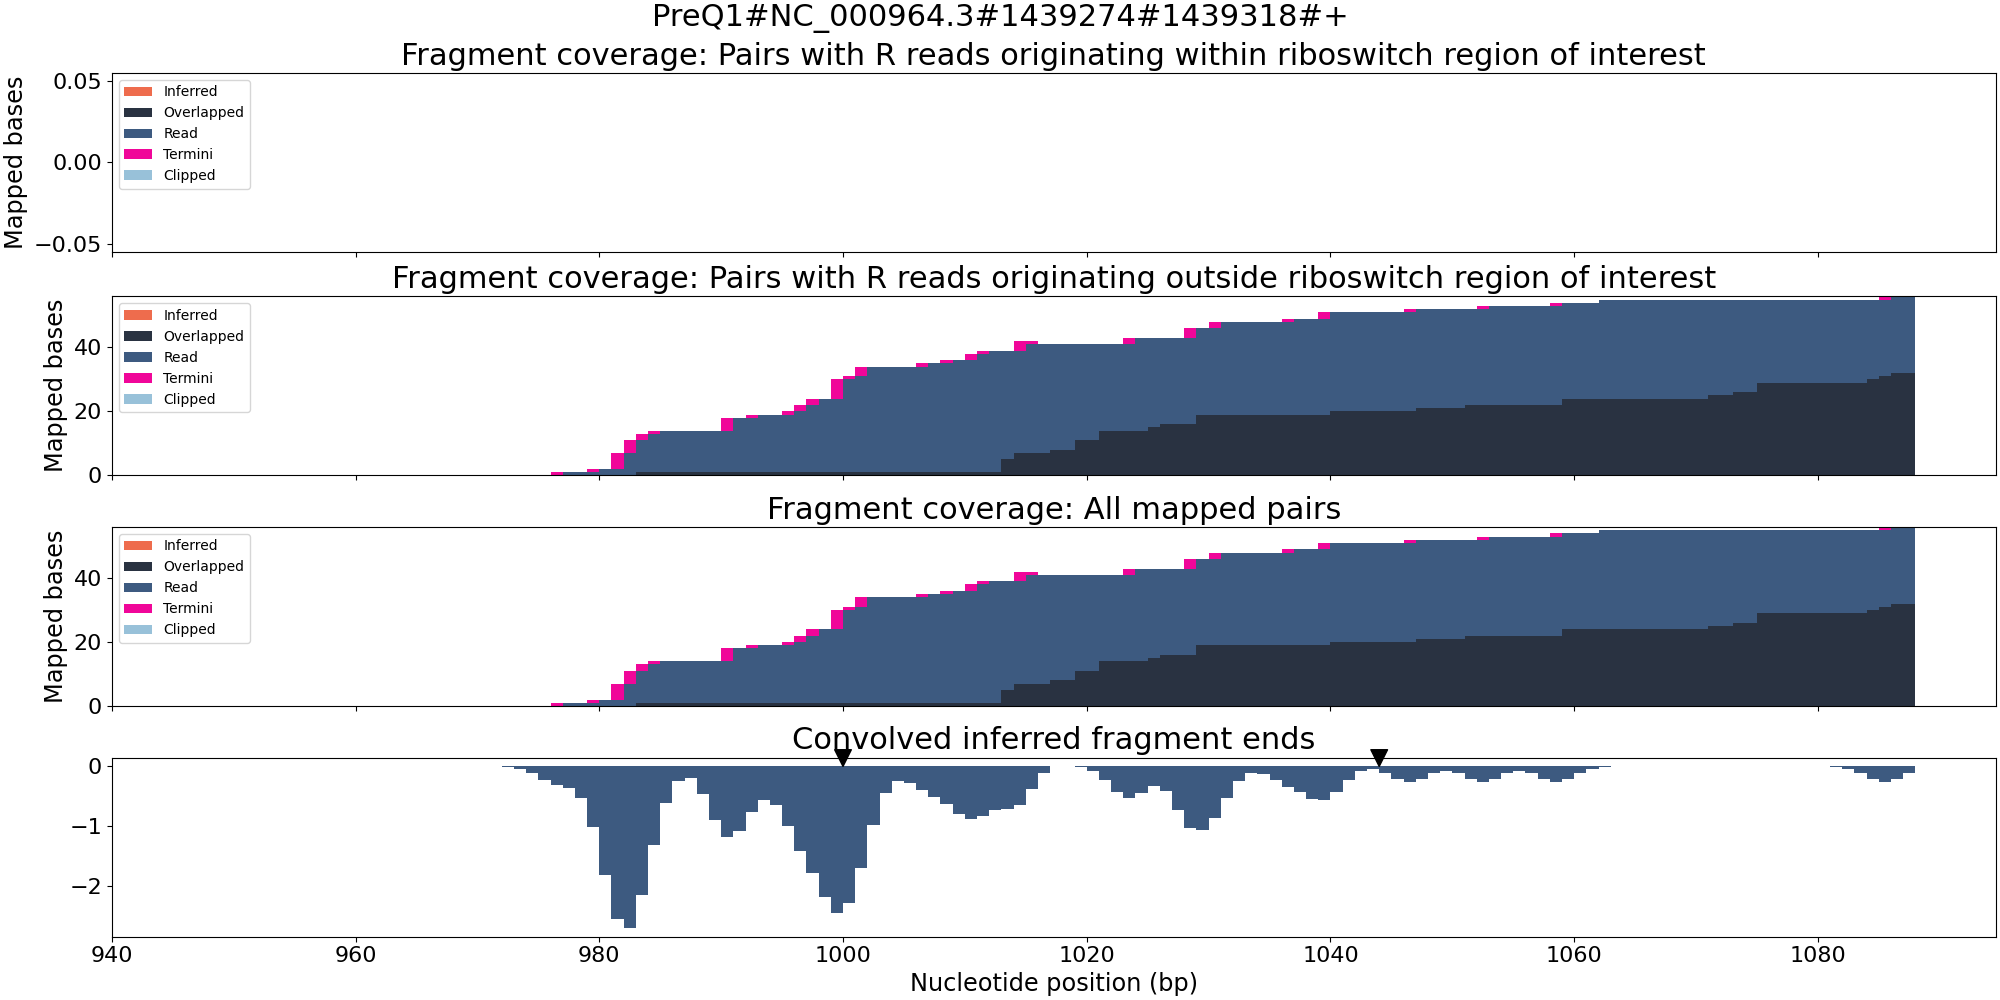 PreQ1#NC_000964.3#1439274#1439318#+
Fragment coverage: Pairs with R reads originating within riboswitch region of interest
Mapped bases
0.05
0.00
−0.05
Inferred
Overlapped
Read
Termini
Clipped
Fragment coverage: Pairs with R reads originating outside riboswitch region of interest
Mapped bases
40
20
0
Inferred
Overlapped
Read
Termini
Clipped
Fragment coverage: All mapped pairs
Mapped bases
40
20
0
Inferred
Overlapped
Read
Termini
Clipped
Convolved inferred fragment ends
0
−1
−2
940 960 980 1000 1020 1040 1060 1080
Nucleotide position (bp)